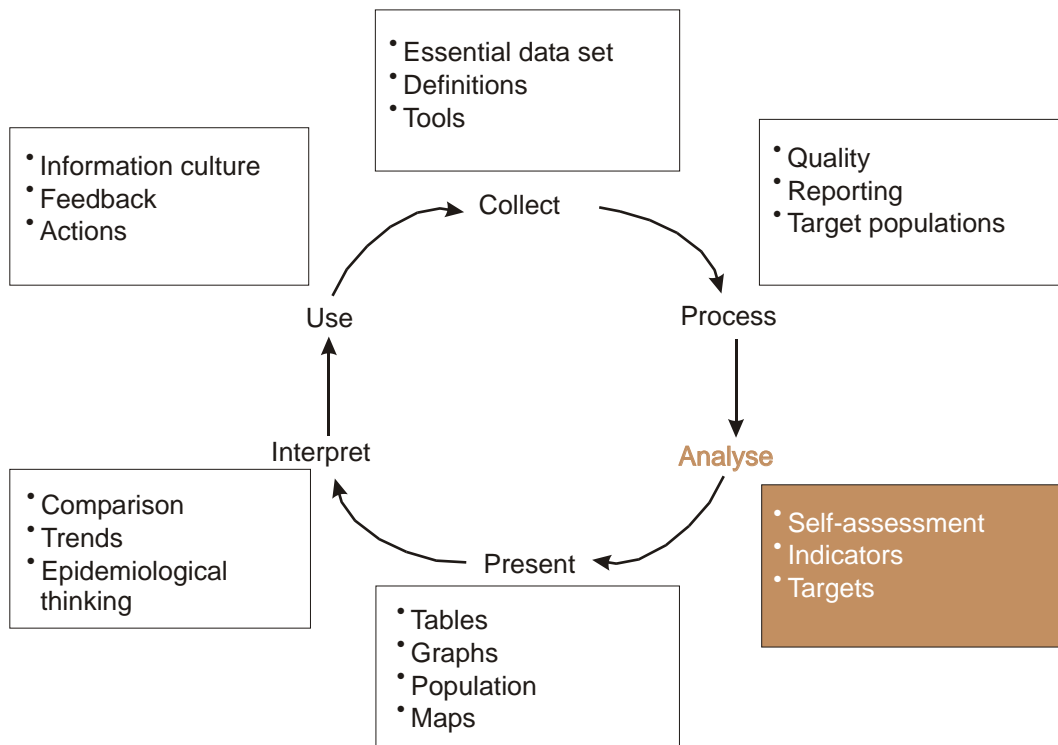 • Essential data set
• Definitions
• Tools
• Information culture
• Feedback
• Actions
• Quality
• Reporting
• Target populations
Collect
Use
Process
Interpret
Analyse
• Comparison
• Trends
• Epidemiological
thinking
• Self-assessment
• Indicators
• Targets
Present
• Tables
• Graphs
• Population
• Maps